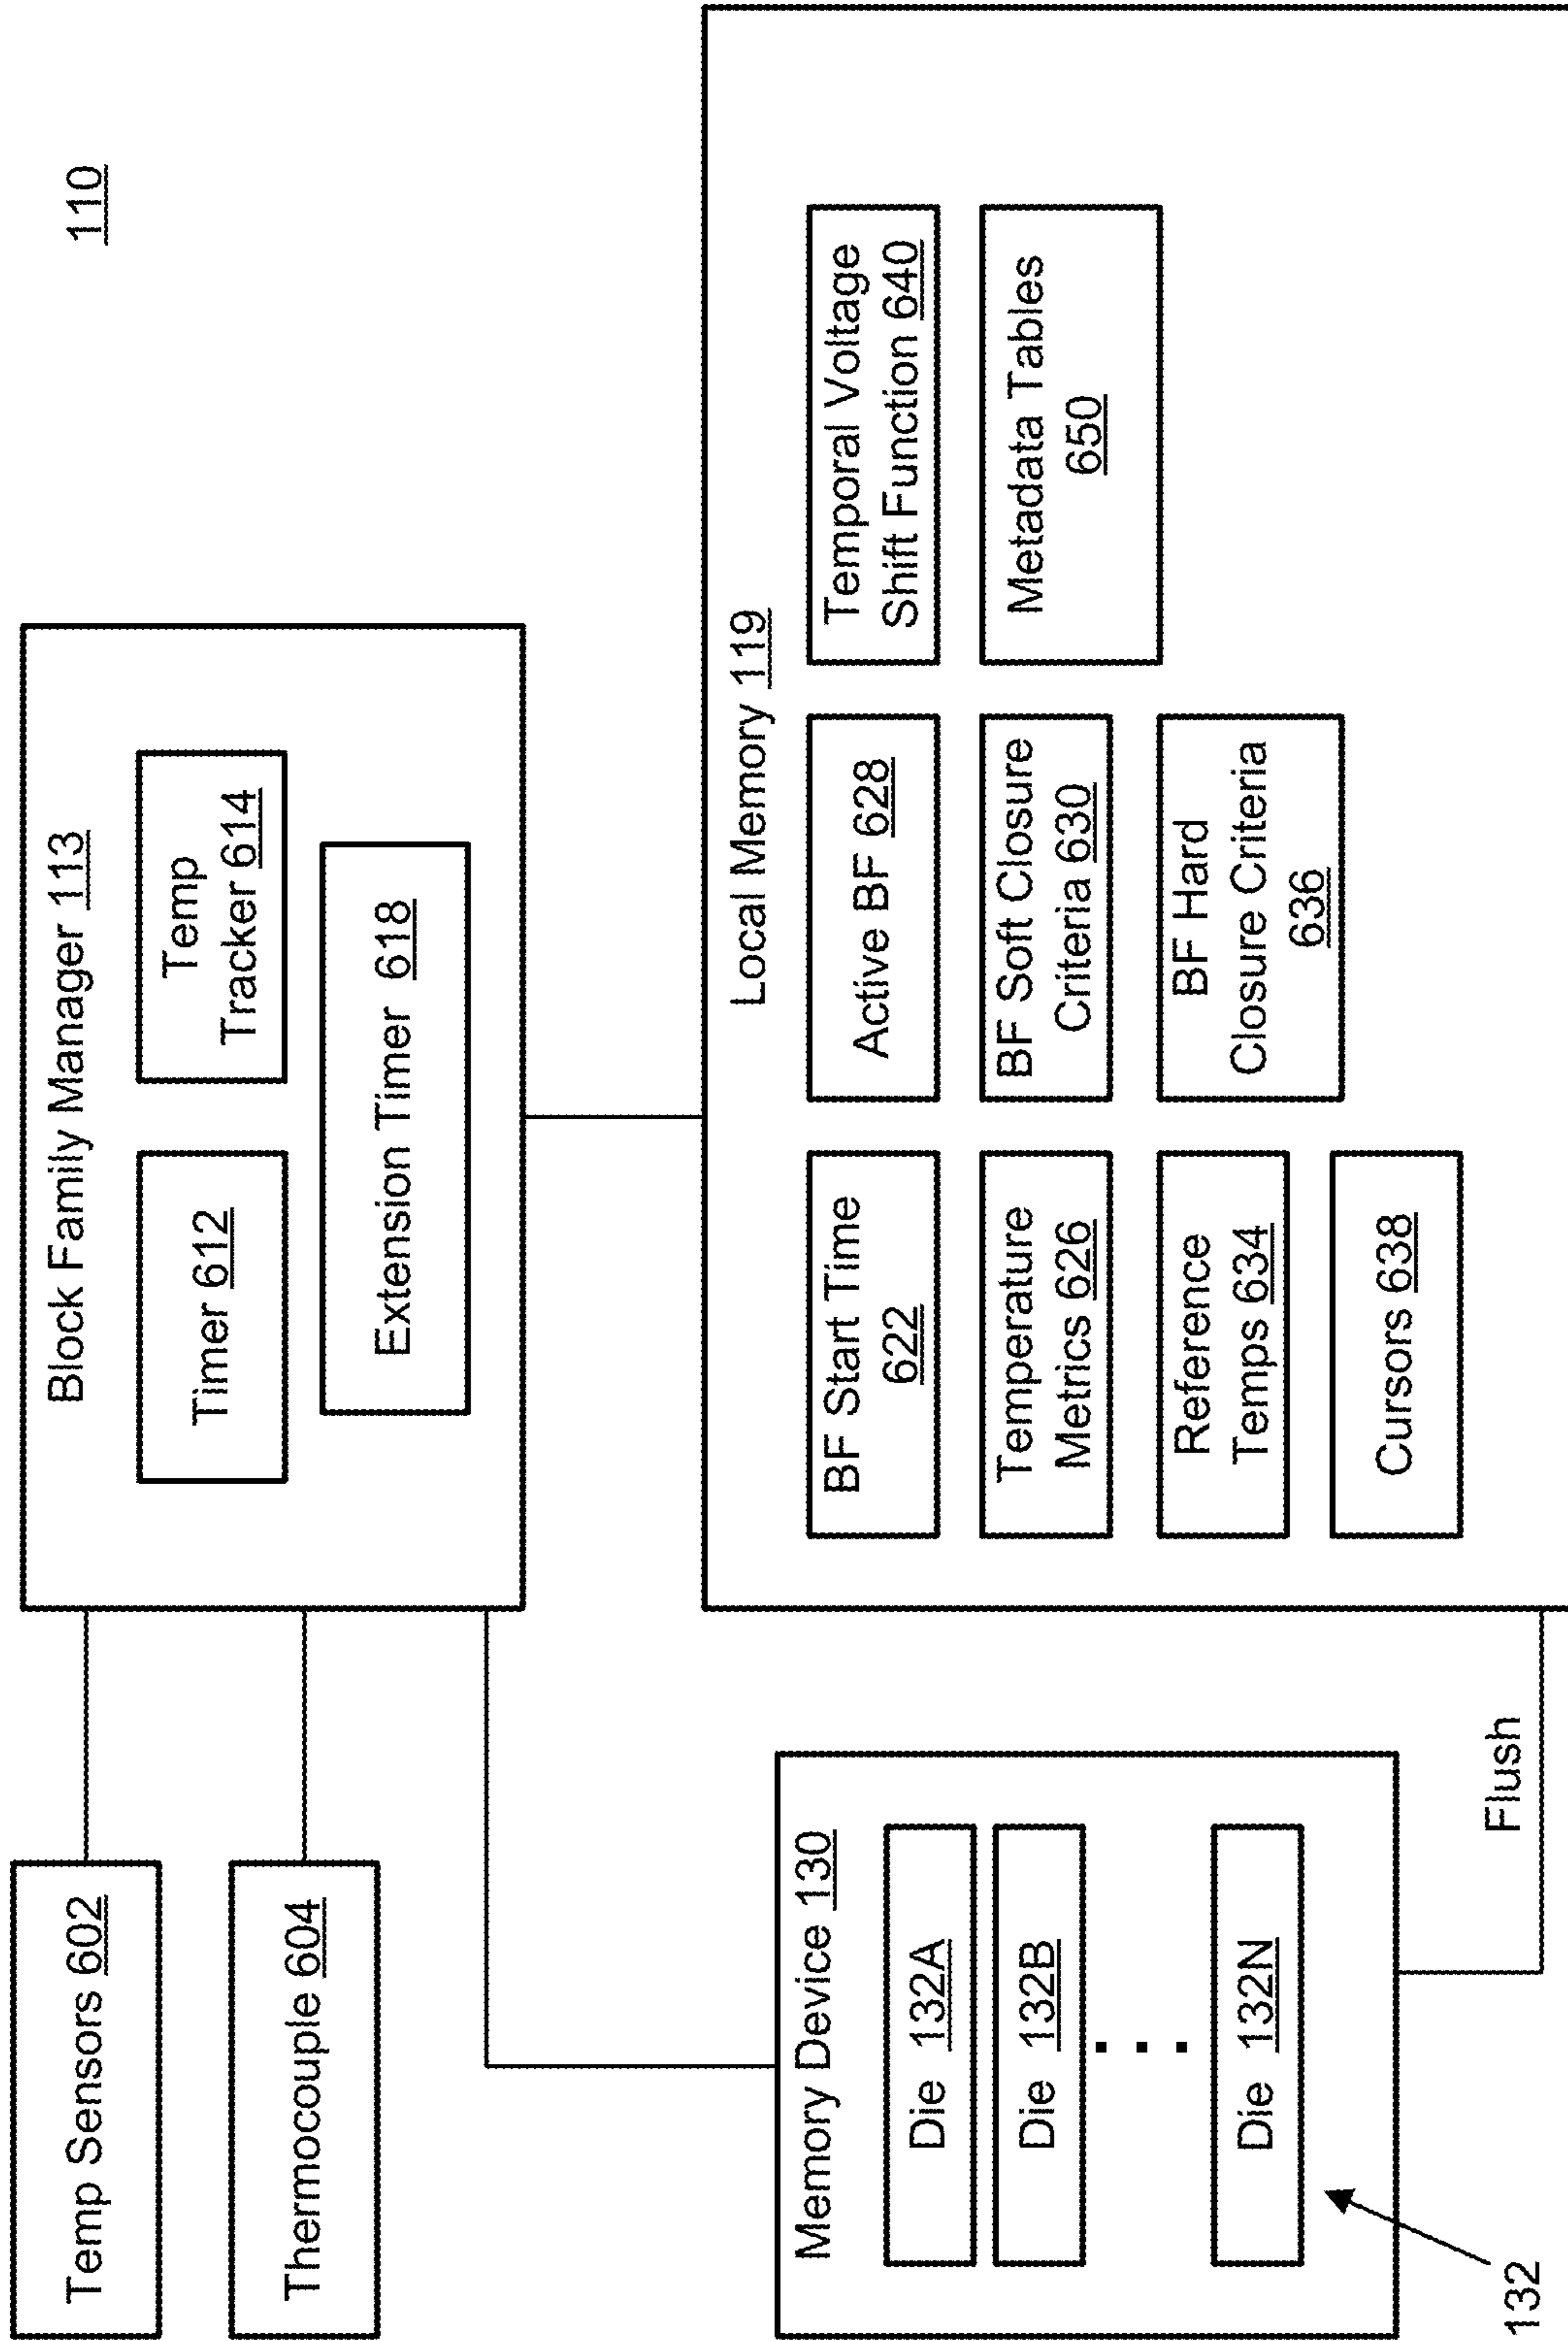 110
Temp Sensors 602
Thermocouple 604
Block Family Manager 113
Timer 612
Temp
Tracker 614
Extension Timer 618
Memory Device 130
Die 132A
Die 132B
Die 132N
132
Flush
Local Memory 119
BF Start Time
622
Active BF 628
Temporal Voltage
Shift Function 640
Temperature
Metrics 626
BF Soft Closure
Criteria 630
Metadata Tables
650
Reference
Temps 634
BF Hard
Closure Criteria
636
Cursors 638